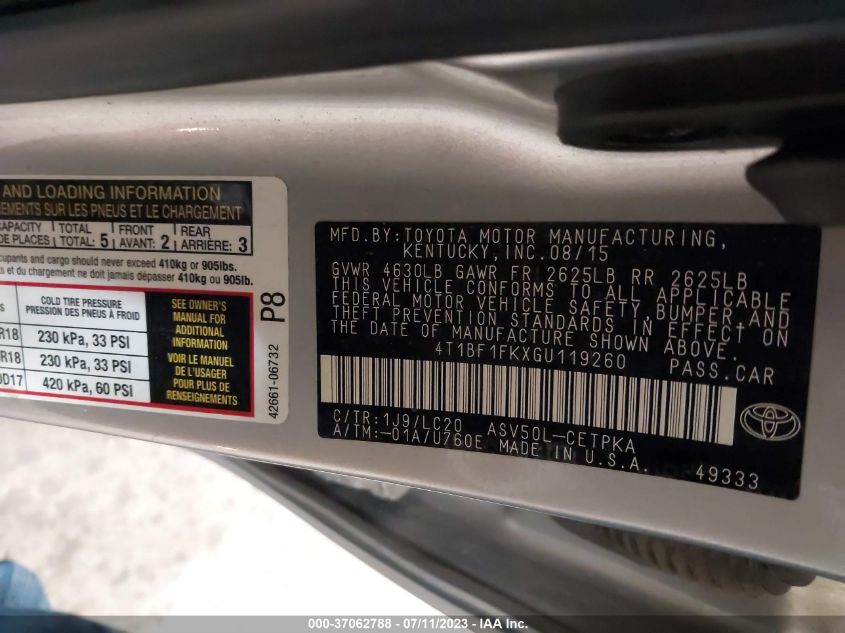 AND LOADING INFORMATION
EMENTS SUR LES PNEUS ET LE CHARGEMENT
CAPACITY TOTAL FRONT REAR
DE PLACES TOTAL: 5 AVANT: 2 ARRIÈRE: 3
cupants and cargo should never exceed 410kg or 905lbs.
ts et du chargement ne doit jamais dépasser 410kg ou 905lb.
COLD TIRE PRESSURE
PRESSION DES PNEUS À FROID
R18 230 kPa, 33 PSI
R18 230 kPa, 33 PSI
0D17 420 kPa, 60 PSI
SEE OWNER'S
MANUAL FOR
ADDITIONAL
INFORMATION
VOIR LE MANUEL
DE L'USAGER
POUR PLUS DE
RENSEIGNEMENTS
P8
42661-06732
MFD.BY:TOYOTA MOTOR MANUFACTURING,
KENTUCKY,INC.08/15
GVWR 4630LB GAWR FR 2625LB RR 2625LB
THIS VEHICLE CONFORMS TO ALL APPLICABLE
FEDERAL MOTOR VEHICLE SAFETY,BUMPER,AND
THEFT PREVENTION STANDARDS IN EFFECT ON
THE DATE OF MANUFACTURE SHOWN ABOVE.
4T1BF1FKXGU119260 PASS.CAR
C/TR:1J9/LC20 ASV50L-CETPKA
A/TM:-01A/U760E MADE IN U.S.A. 49333
000-37062788 - 07/11/2023 - IAA Inc.